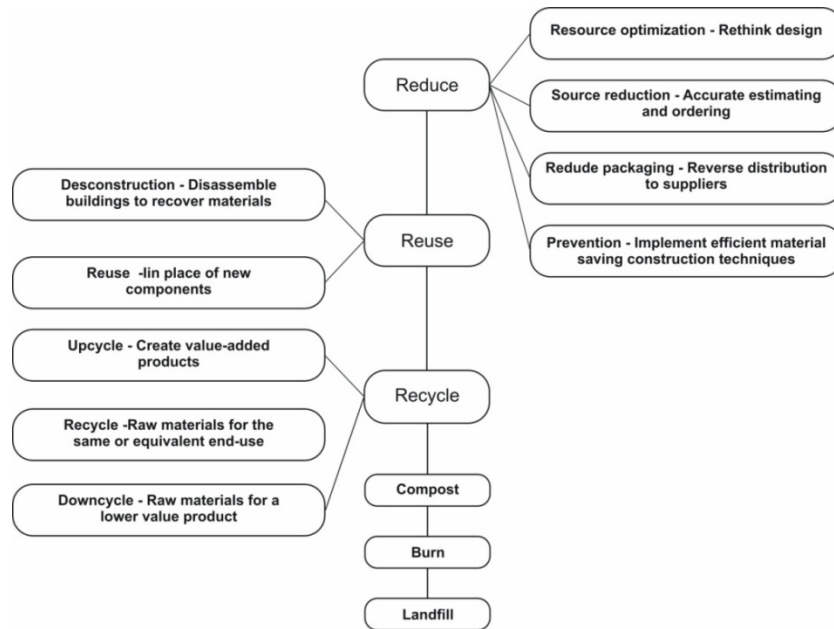 Reduce
Resource optimization - Rethink design
Source reduction - Accurate estimating
and ordering
Redude packaging - Reverse distribution
to suppliers
Prevention - Implement efficient material
saving construction techniques
Reuse
Desconstruction - Disassemble
buildings to recover materials
Reuse -Iin place of new
components
Recycle
Upcycle - Create value-added
products
Recycle -Raw materials for the
same or equivalent end-use
Downcycle - Raw materials for a
lower value product
Compost
Burn
Landfill